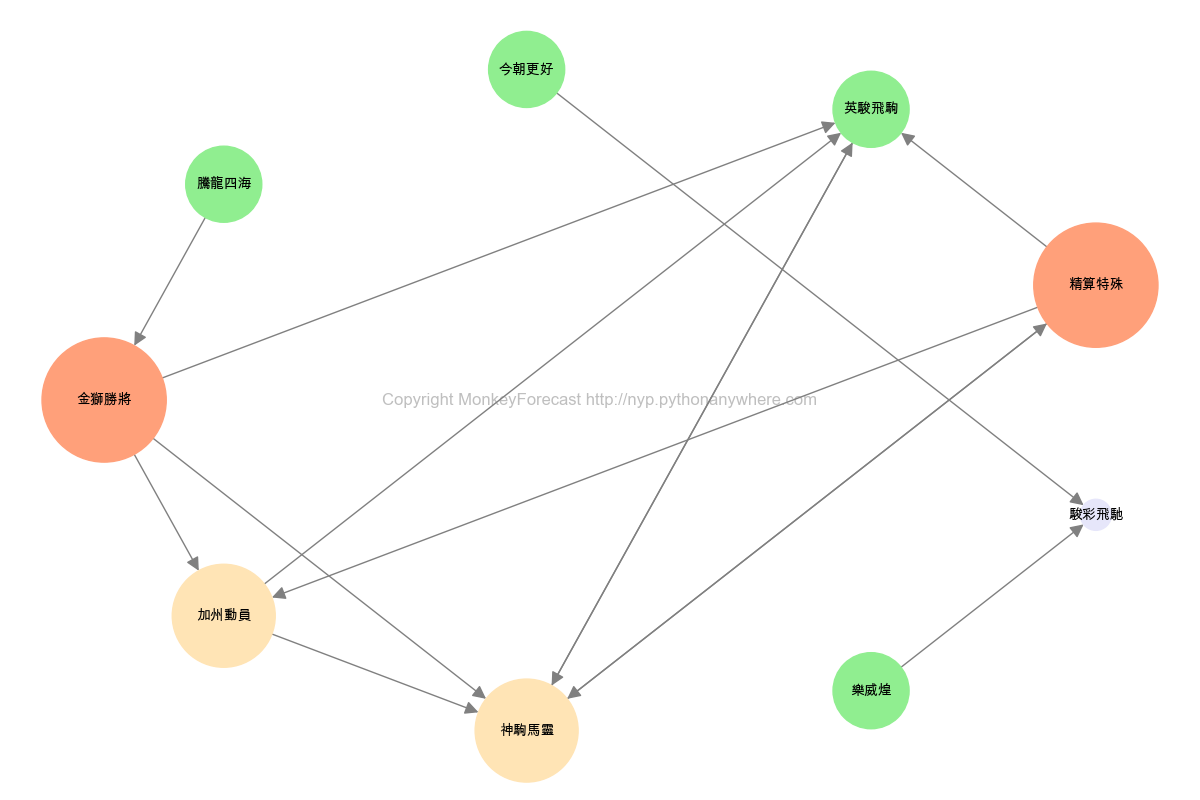 今朝更好
英駿飛駒
騰龍四海
精算特殊
金獅勝將
Copyright MonkeyForecast http://nyp.pythonanywhere.com
駿彩飛馳
加州動員
樂威煌
神駒馬靈